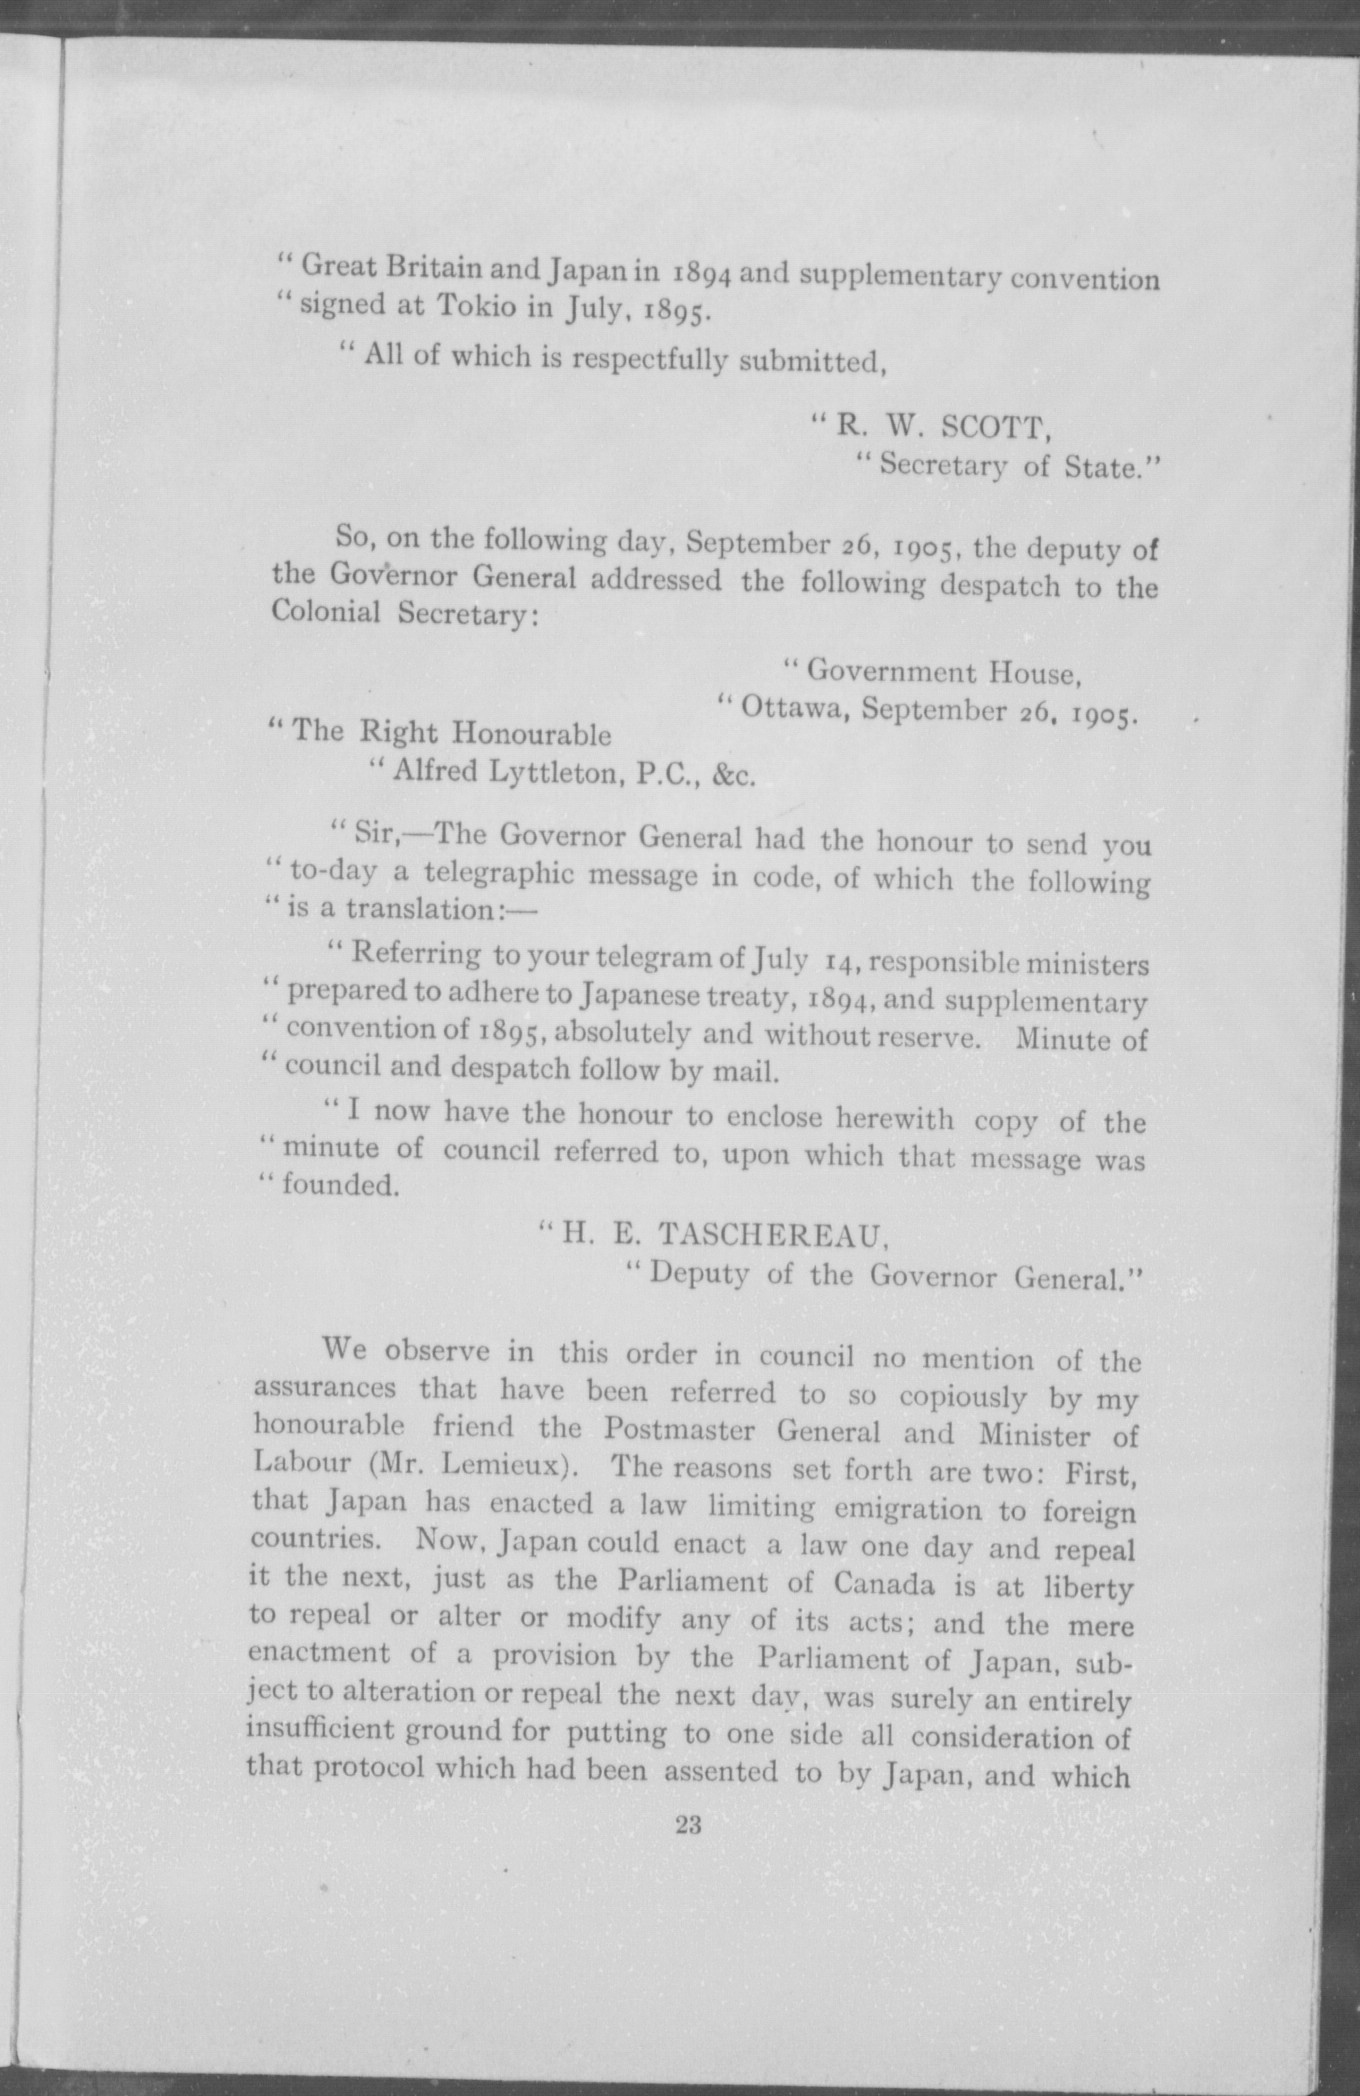 “ Great Britain and Japan in 1894 and supplementary convention
“ signed at Tokio in July, 1895.
“ All of which is respectfully submitted,
“ R. W. SCOTT,
“ Secretary of State.”
So, on the following day, September 26, 1905, the deputy of
the Governor General addressed the following despatch to the
Colonial Secretary:
“ Government House,
“ Ottawa, September 26, 1905.
“ The Right Honourable
“ Alfred Lyttleton, P.C., &c.
“ Sir,—The Governor General had the honour to send you
“ to-day a telegraphic message in code, of which the following
“ is a translation:—
“ Referring to your telegram of July 14, responsible ministers
“ prepared to adhere to Japanese treaty, 1894, and supplementary
“ convention of 1895, absolutely and without reserve. Minute of
“ council and despatch follow by mail.
“ I now have the honour to enclose herewith copy of the
“ minute of council referred to, upon which that message was
“ founded.
“ H. E. TASCHEREAU,
“ Deputy of the Governor General.”
We observe in this order in council no mention of the
assurances that have been referred to so copiously by my
honourable friend the Postmaster General and Minister of
Labour (Mr. Lemieux). The reasons set forth are two: First,
that Japan has enacted a law limiting emigration to foreign
countries. Now, Japan could enact a law one day and repeal
it the next, just as the Parliament of Canada is at liberty
to repeal or alter or modify any of its acts; and the mere
enactment of a provision by the Parliament of Japan, sub-
ject to alteration or repeal the next day, was surely an entirely
insufficient ground for putting to one side all consideration of
that protocol which had been assented to by Japan, and which
23